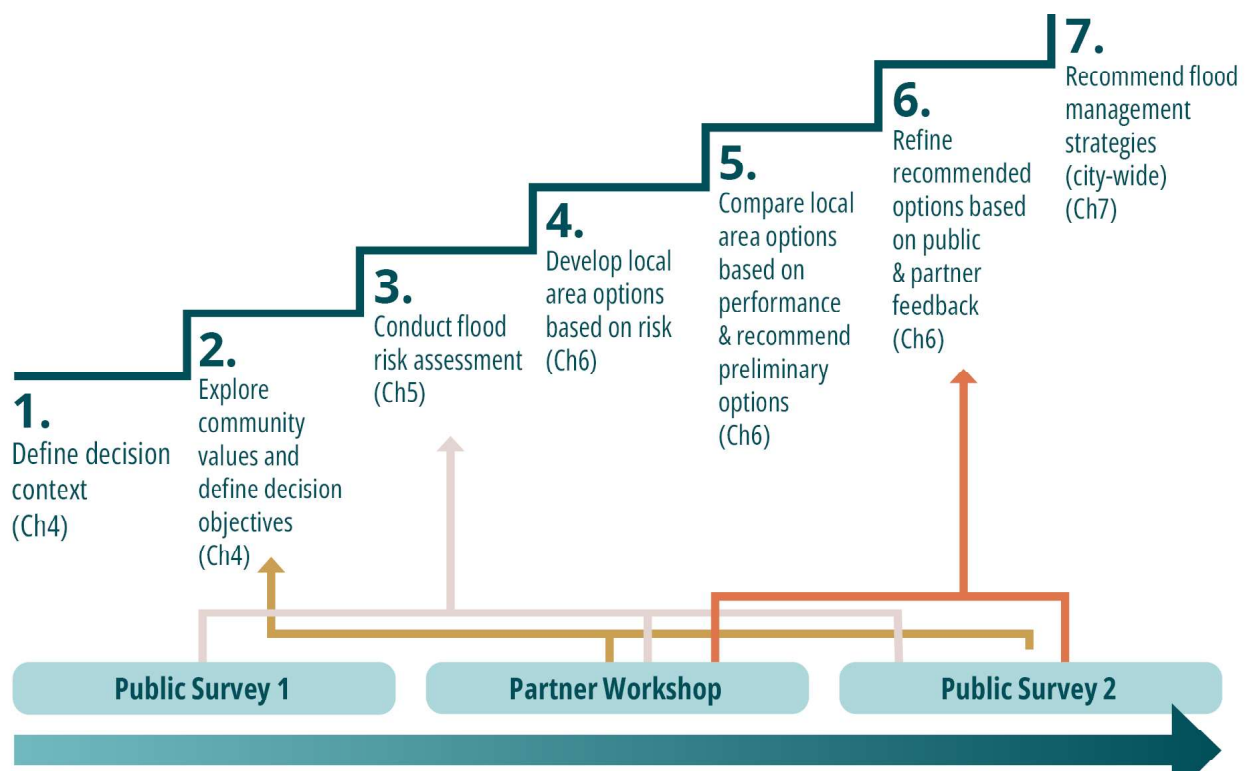 1.
Define decision
context
(Ch4)
2.
Explore
community
values and
define decision
objectives
(Ch4)
3.
Conduct flood
risk assessment
(Ch5)
4.
Develop local
area options
based on risk
(Ch6)
5.
Compare local
area options
based on
performance
& recommend
preliminary
options
(Ch6)
6.
Refine
recommended
options based
on public
& partner
feedback
(Ch6)
7.
Recommend flood
management
strategies
(city-wide)
(Ch7)
Public Survey 1
Partner Workshop
Public Survey 2